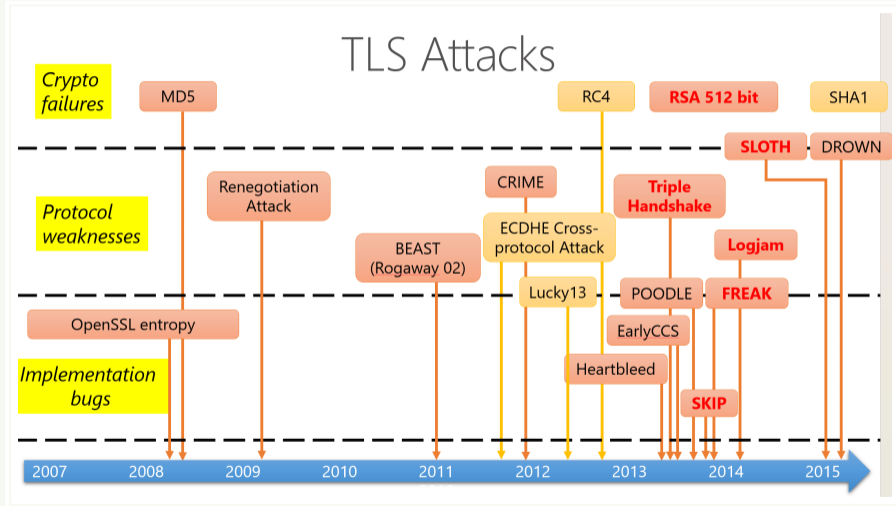 TLS Attacks
Crypto
failures
MD5
RC4
RSA 512 bit
SHA1
SLOTH
DROWN
Protocol
weaknesses
Renegotiation
Attack
CRIME
Triple
Handshake
ECDHE Cross-
protocol Attack
BEAST
(Rogaway 02)
Logjam
Lucky13
POODLE
FREAK
OpenSSL entropy
EarlyCCS
Implementation
bugs
Heartbleed
SKIP
2007 2008 2009 2010 2011 2012 2013 2014 2015